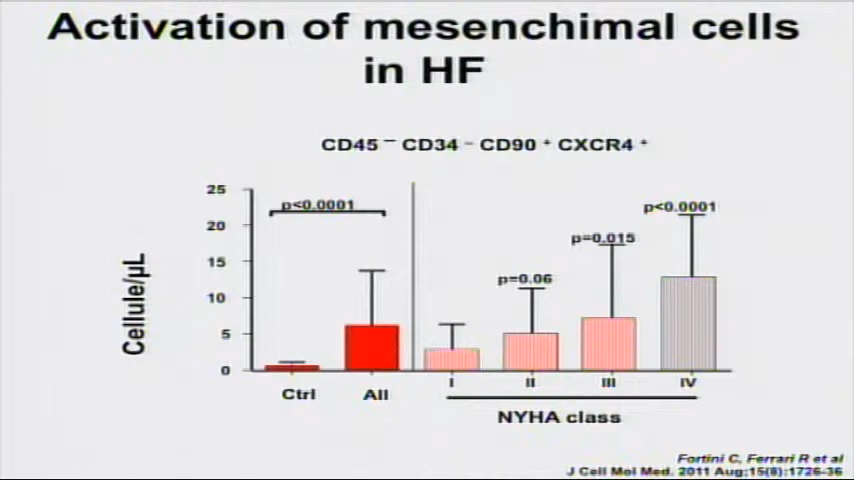 Activation of mesenchimal cells
in HF
CD45 ⁻ CD34 ⁻ CD90 ⁺ CXCR4 ⁺
25
20
15
10
5
0
Cellule/µL
p<0.0001
p=0.06
p=0.015
p<0.0001
Ctrl
All
I
II
III
IV
NYHA class
Fortini C, Ferrari R et al
J Cell Mol Med. 2011 Aug;15(8):1726-36